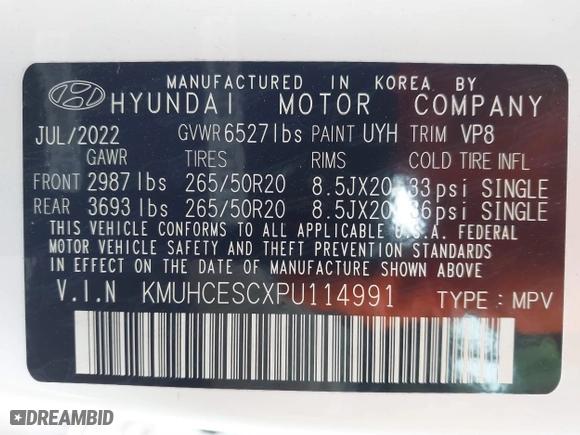 MANUFACTURED IN KOREA BY
HYUNDAI MOTOR COMPANY
JUL/2022 GVWR 6527lbs PAINT UYH TRIM VP8
GAWR TIRES RIMS COLD TIRE INFL
FRONT 2987lbs 265/50R20 8.5JX20 33psi SINGLE
REAR 3693lbs 265/50R20 8.5JX20 36psi SINGLE
THIS VEHICLE CONFORMS TO ALL APPLICABLE U.S.A. FEDERAL
MOTOR VEHICLE SAFETY AND THEFT PREVENTION STANDARDS
IN EFFECT ON THE DATE OF MANUFACTURE SHOWN ABOVE.
V.I.N KMUHCESCXPU114991 TYPE: MPV
DREAMBID